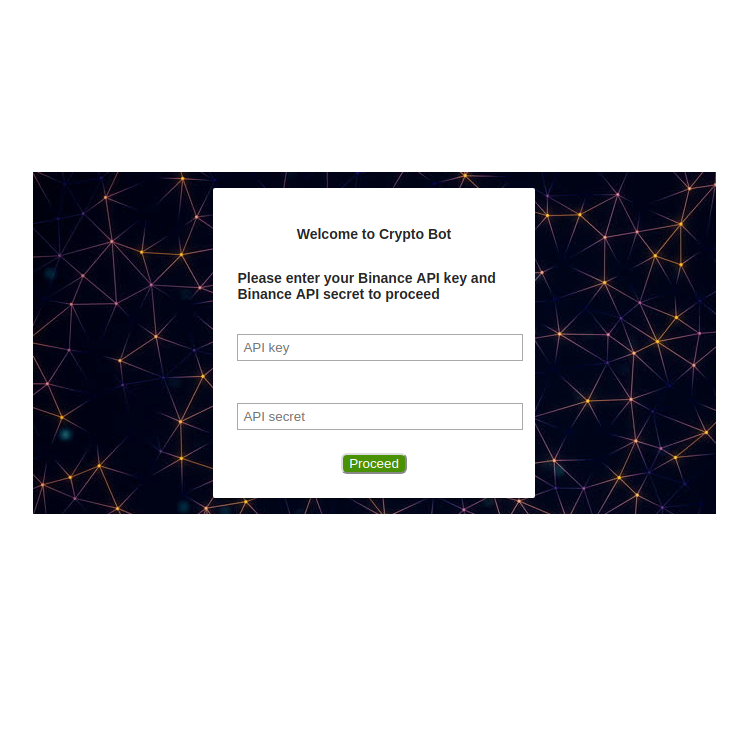 Welcome to Crypto Bot
Please enter your Binance API key and
Binance API secret to proceed
API key
API secret
Proceed